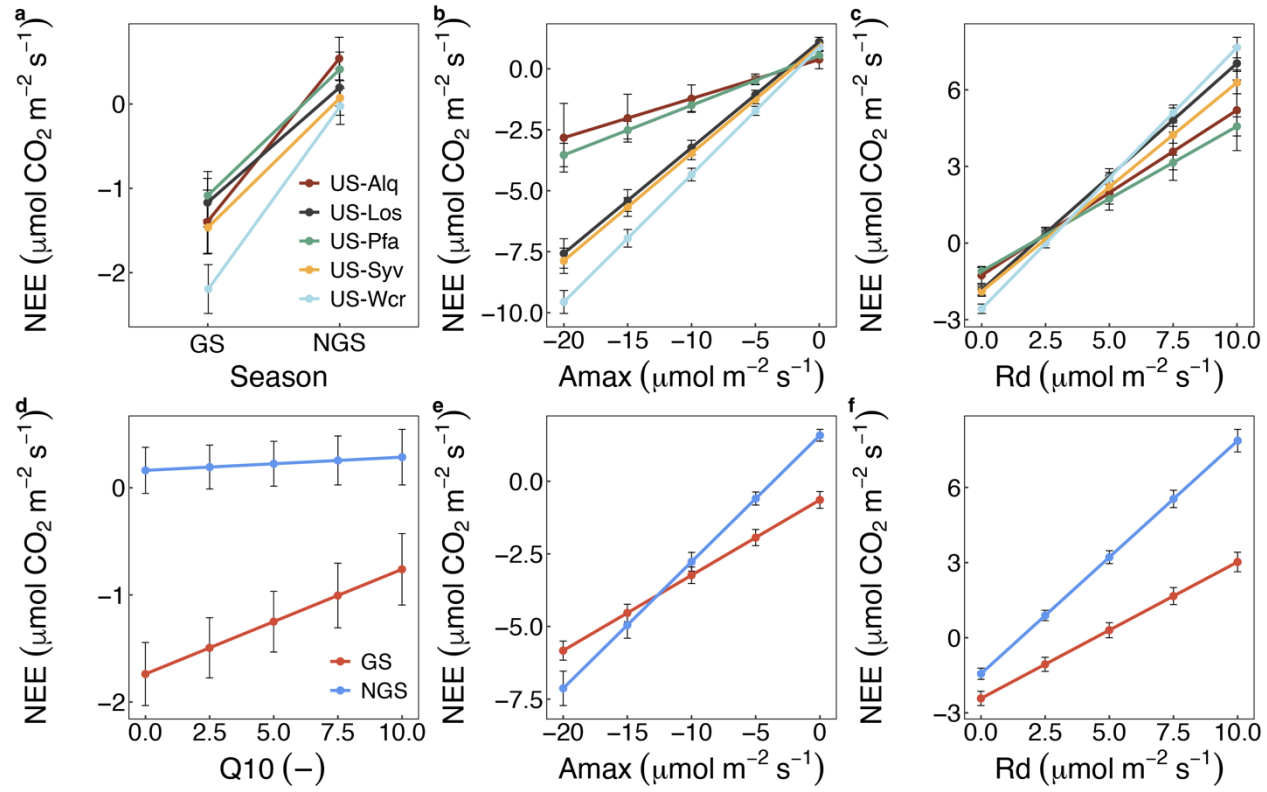 a
NEE (μmol CO₂ m⁻² s⁻¹)
0
−1
−2
US-Alq
US-Los
US-Pfa
US-Syv
US-Wcr
GS NGS
Season
b
NEE (μmol CO₂ m⁻² s⁻¹)
0.0
−2.5
−5.0
−7.5
−10.0
−20 −15 −10 −5 0
Amax (μmol m⁻² s⁻¹)
c
NEE (μmol CO₂ m⁻² s⁻¹)
6
3
0
−3
0.0 2.5 5.0 7.5 10.0
Rd (μmol m⁻² s⁻¹)
d
NEE (μmol CO₂ m⁻² s⁻¹)
0
−1
−2
GS
NGS
0.0 2.5 5.0 7.5 10.0
Q10 (−)
e
NEE (μmol CO₂ m⁻² s⁻¹)
0.0
−2.5
−5.0
−7.5
−20 −15 −10 −5 0
Amax (μmol m⁻² s⁻¹)
f
NEE (μmol CO₂ m⁻² s⁻¹)
6
3
0
−3
0.0 2.5 5.0 7.5 10.0
Rd (μmol m⁻² s⁻¹)